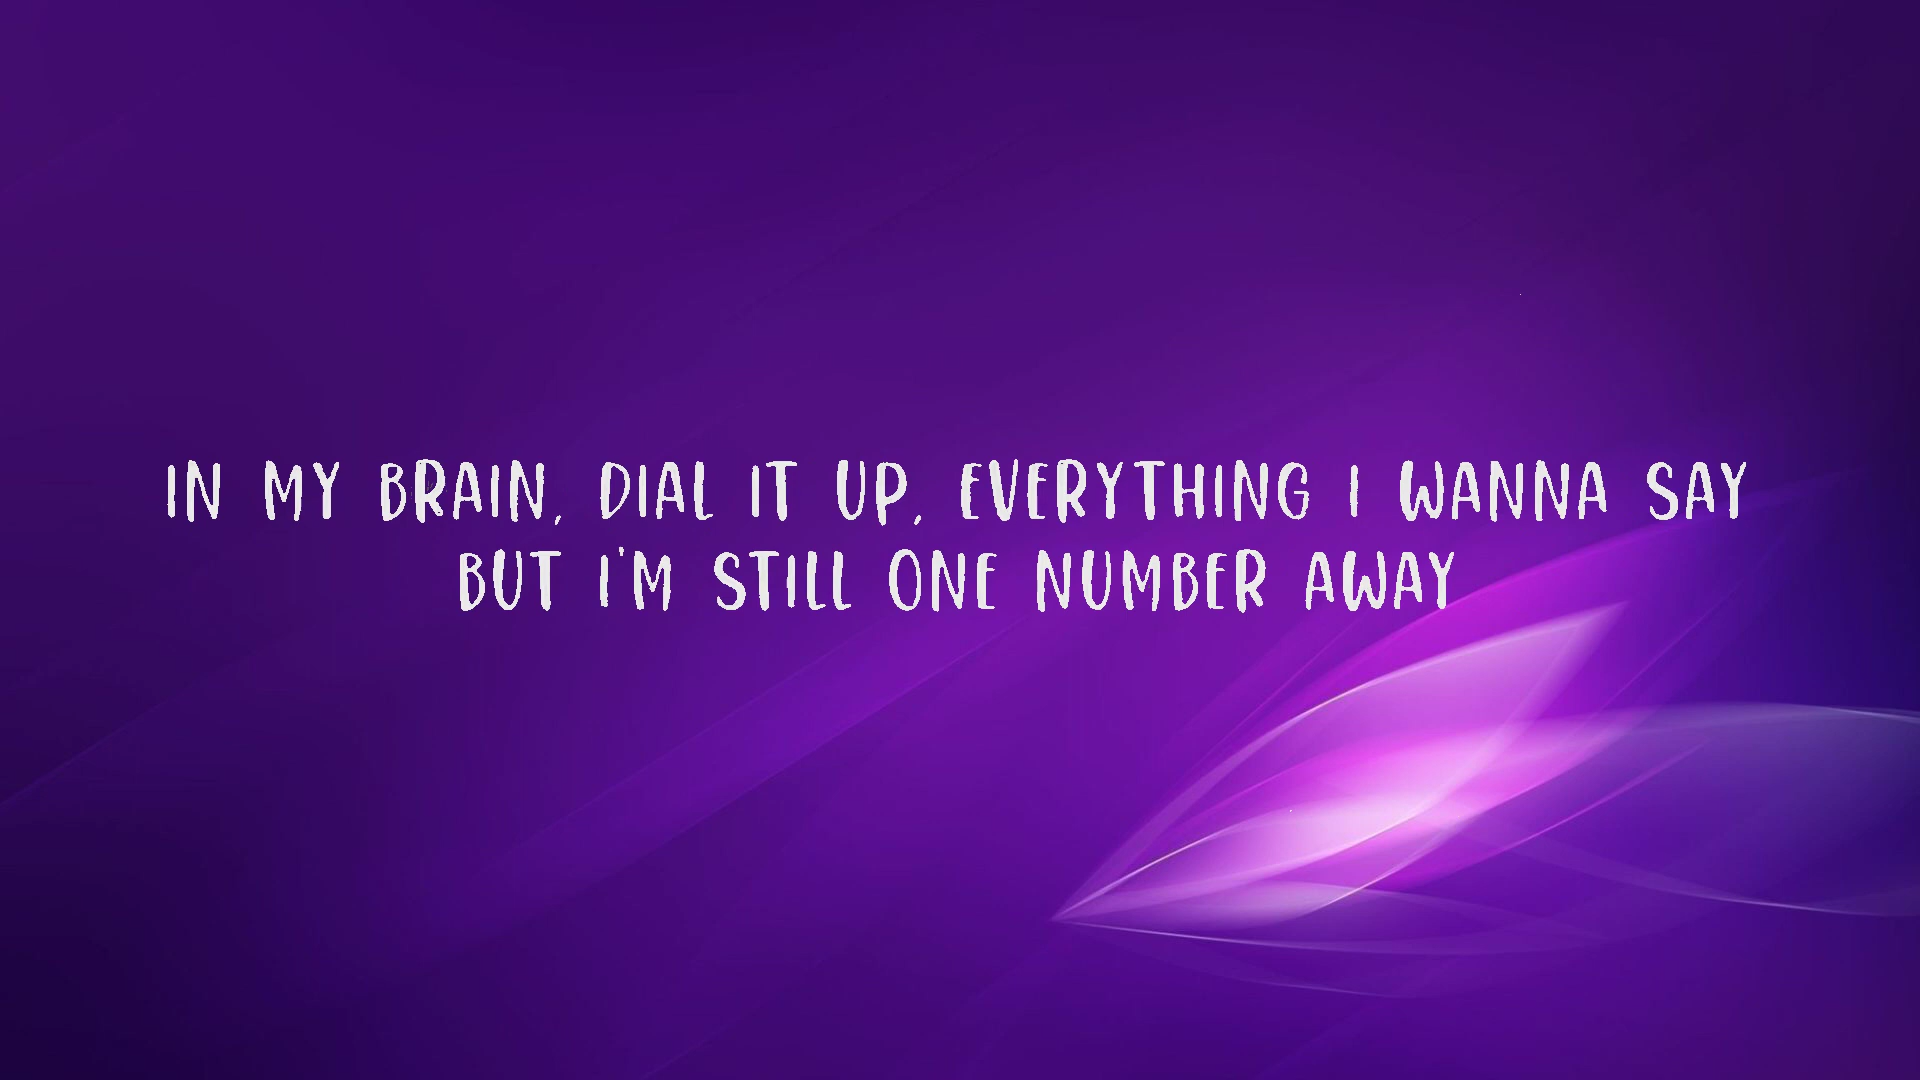 IN MY BRAIN, DIAL IT UP, EVERYTHING I WANNA SAY
BUT I'M STILL ONE NUMBER AWAY